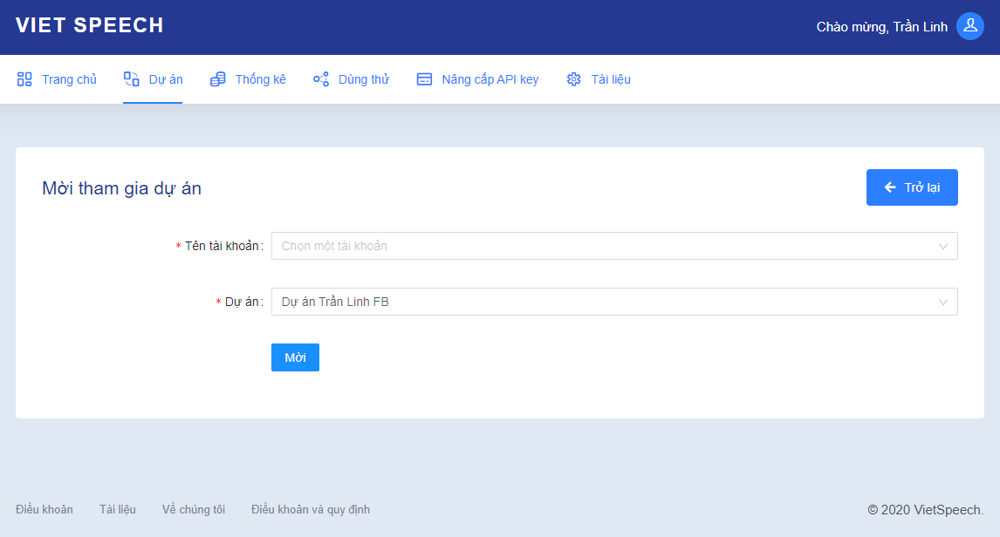 VIET SPEECH
Chào mừng, Trần Linh
Trang chủ
Dự án
Thống kê
Dùng thử
Nâng cấp API key
Tài liệu
Mời tham gia dự án
Trở lại
* Tên tài khoản :
Chọn một tài khoản
* Dự án :
Dự án Trần Linh FB
Mời
Điều khoản
Tài liệu
Về chúng tôi
Điều khoản và quy định
© 2020 VietSpeech.